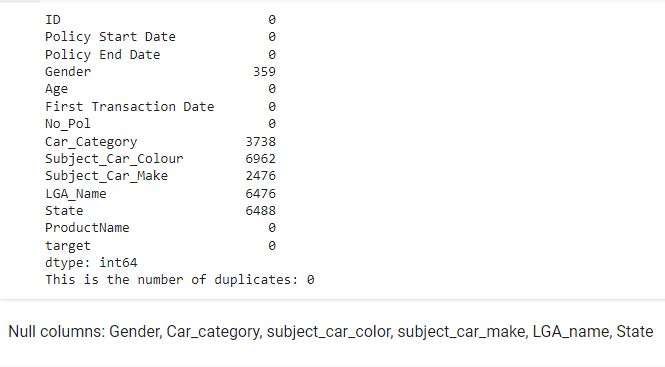 ID 0
Policy Start Date 0
Policy End Date 0
Gender 359
Age 0
First Transaction Date 0
No_Pol 0
Car_Category 3738
Subject_Car_Colour 6962
Subject_Car_Make 2476
LGA_Name 6476
State 6488
ProductName 0
target 0
dtype: int64
This is the number of duplicates: 0
Null columns: Gender, Car_category, subject_car_color, subject_car_make, LGA_name, State